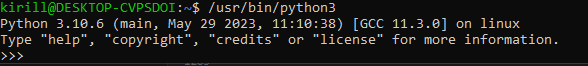 kirill@DESKTOP-CVPSDOI:~$ /usr/bin/python3
Python 3.10.6 (main, May 29 2023, 11:10:38) [GCC 11.3.0] on linux
Type "help", "copyright", "credits" or "license" for more information.
>>>